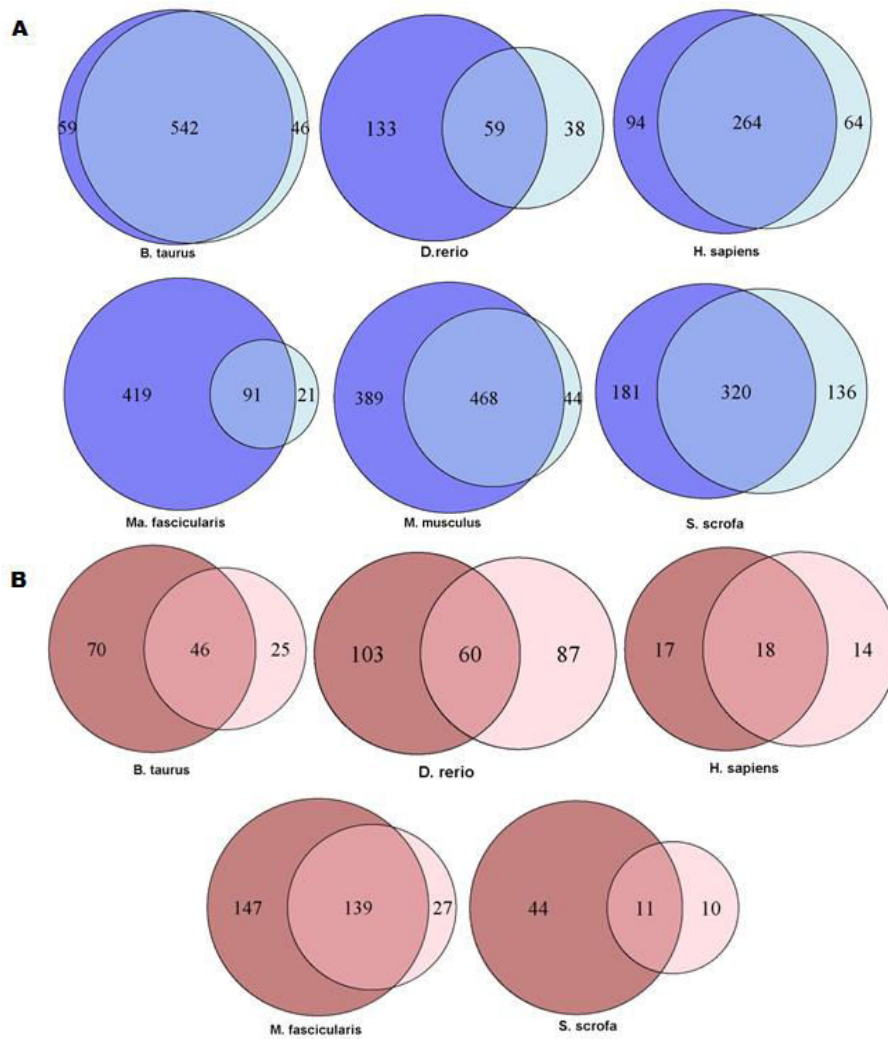 A
59 542 46
B. taurus
133 59 38
D.rerio
94 264 64
H. sapiens
419 91 21
Ma. fascicularis
389 468 44
M. musculus
181 320 136
S. scrofa
B
70 46 25
B. taurus
103 60 87
D. rerio
17 18 14
H. sapiens
147 139 27
M. fascicularis
44 11 10
S. scrofa